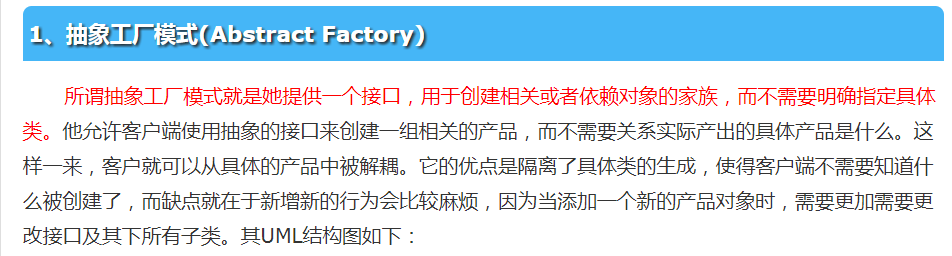 1、抽象工厂模式(Abstract Factory)
所谓抽象工厂模式就是她提供一个接口，用于创建相关或者依赖对象的家族，而不需要明确指定具体
类。他允许客户端使用抽象的接口来创建一组相关的产品，而不需要关系实际产出的具体产品是什么。这
样一来，客户就可以从具体的产品中被解耦。它的优点是隔离了具体类的生成，使得客户端不需要知道什
么被创建了，而缺点就在于新增新的行为会比较麻烦，因为当添加一个新的产品对象时，需要更加需要更
改接口及其下所有子类。其UML结构图如下：